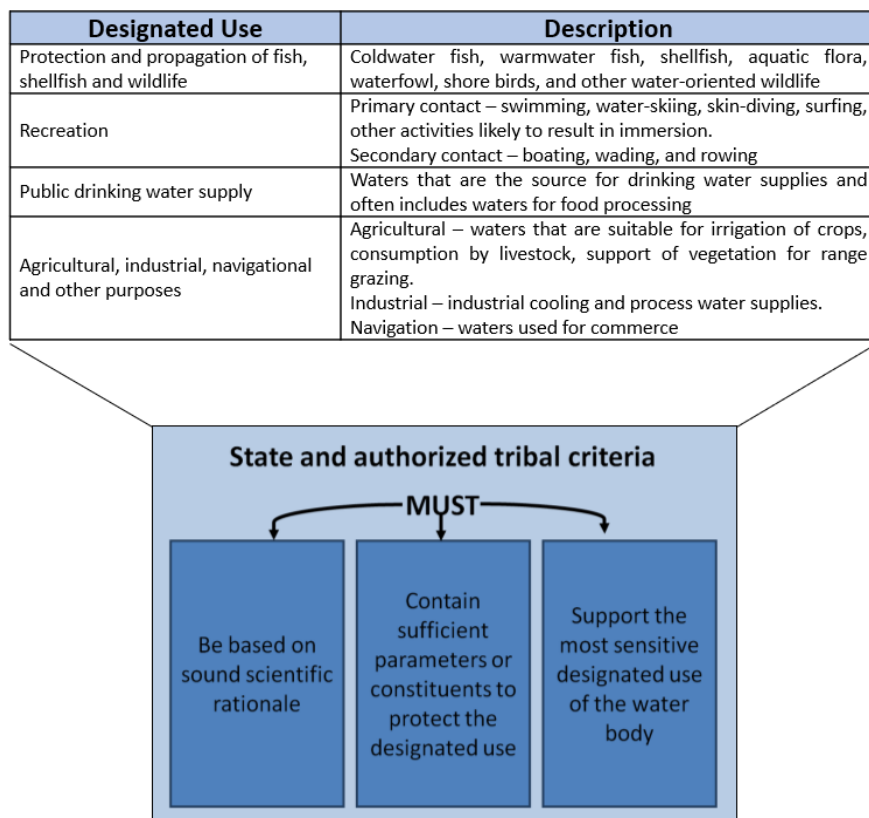 Designated Use
Description
Protection and propagation of fish,
shellfish and wildlife
Coldwater fish, warmwater fish, shellfish, aquatic flora,
waterfowl, shore birds, and other water-oriented wildlife
Recreation
Primary contact – swimming, water-skiing, skin-diving, surfing,
other activities likely to result in immersion.
Secondary contact – boating, wading, and rowing
Public drinking water supply
Waters that are the source for drinking water supplies and
often includes waters for food processing
Agricultural, industrial, navigational
and other purposes
Agricultural – waters that are suitable for irrigation of crops,
consumption by livestock, support of vegetation for range
grazing.
Industrial – industrial cooling and process water supplies.
Navigation – waters used for commerce
State and authorized tribal criteria
MUST
Be based on
sound scientific
rationale
Contain
sufficient
parameters or
constituents to
protect the
designated use
Support the
most sensitive
designated use
of the water
body